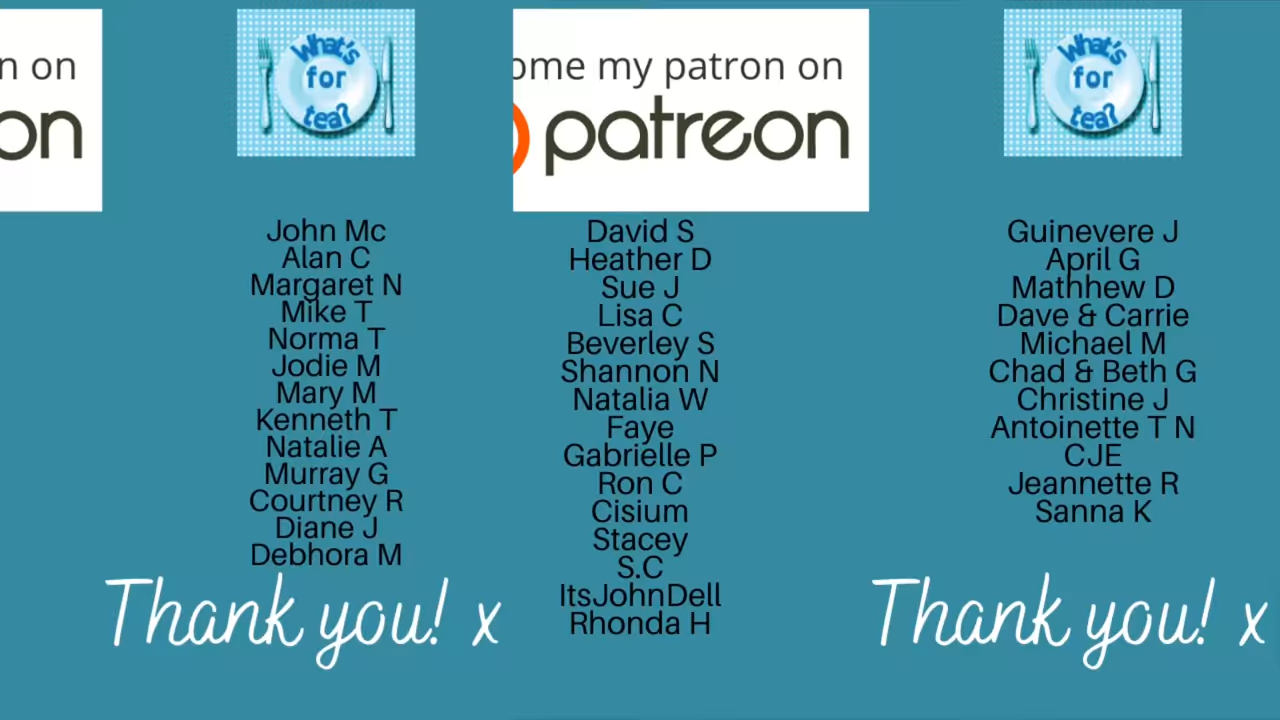 n on
on
What's
for
tea?
John Mc
Alan C
Margaret N
Mike T
Norma T
Jodie M
Mary M
Kenneth T
Natalie A
Murray G
Courtney R
Diane J
Debhora M
Thank you! x
ome my patron on
patreon
David S
Heather D
Sue J
Lisa C
Beverley S
Shannon N
Natalia W
Faye
Gabrielle P
Ron C
Cisium
Stacey
S.C
ItsJohnDell
Rhonda H
What's
for
tea?
Guinevere J
April G
Mathhew D
Dave & Carrie
Michael M
Chad & Beth G
Christine J
Antoinette T N
CJE
Jeannette R
Sanna K
Thank you! x